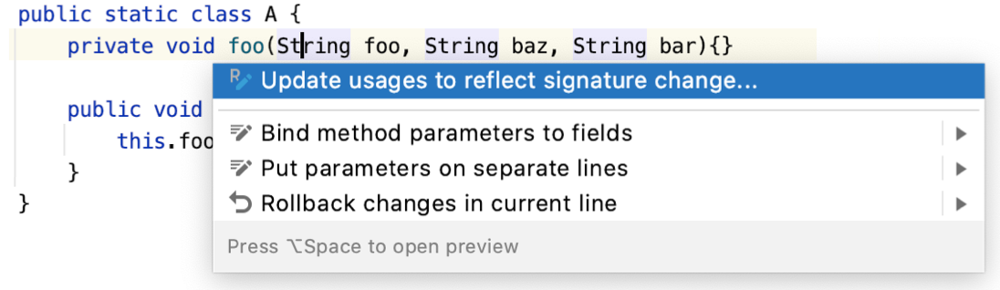 public static class A {
private void foo(String foo, String baz, String bar){}
Update usages to reflect signature change...
public void
Bind method parameters to fields
this.foo
Put parameters on separate lines
}
Rollback changes in current line
}
Press ⌥Space to open preview